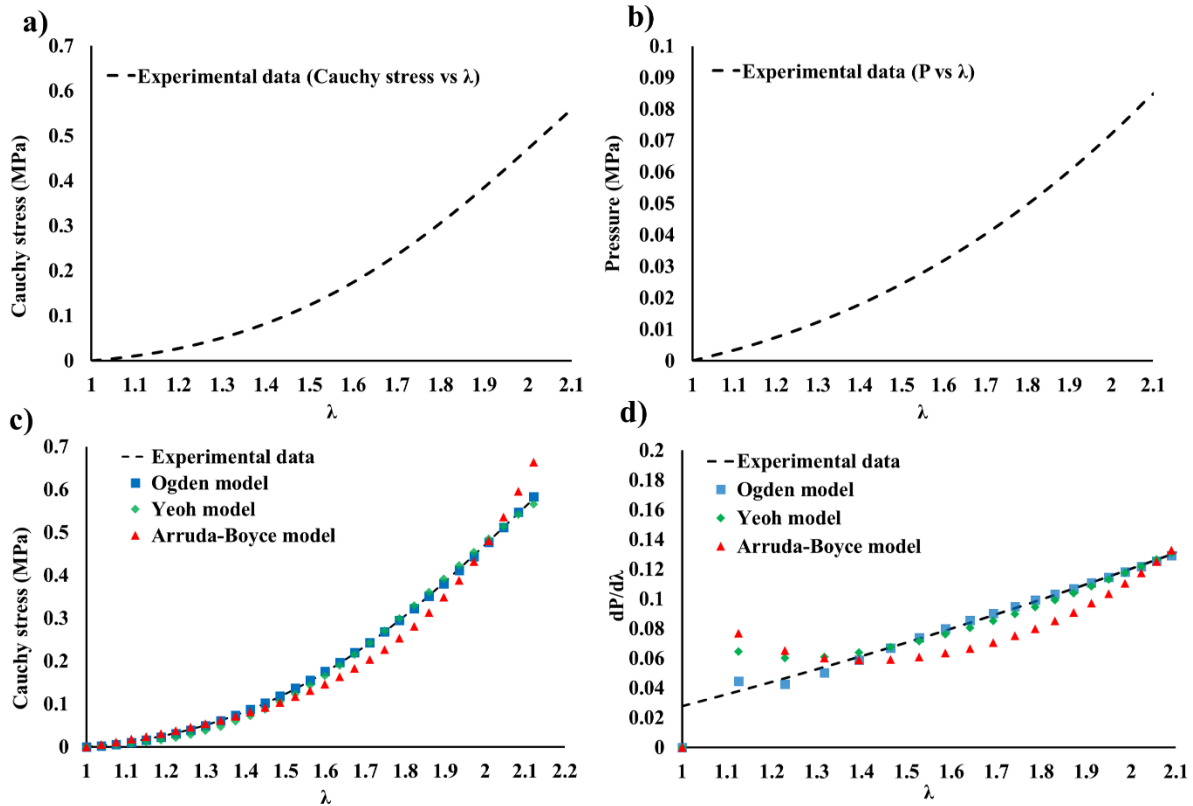 a)
0.7
0.6
0.5
0.4
0.3
0.2
0.1
0
Cauchy stress (MPa)
Experimental data (Cauchy stress vs λ)
1 1.1 1.2 1.3 1.4 1.5 1.6 1.7 1.8 1.9 2 2.1
λ
b)
0.1
0.09
0.08
0.07
0.06
0.05
0.04
0.03
0.02
0.01
0
Pressure (MPa)
Experimental data (P vs λ)
1 1.1 1.2 1.3 1.4 1.5 1.6 1.7 1.8 1.9 2 2.1
λ
c)
0.7
0.6
0.5
0.4
0.3
0.2
0.1
0
Cauchy stress (MPa)
Experimental data
Ogden model
Yeoh model
Arruda-Boyce model
1 1.1 1.2 1.3 1.4 1.5 1.6 1.7 1.8 1.9 2 2.1 2.2
λ
d)
0.2
0.18
0.16
0.14
0.12
0.1
0.08
0.06
0.04
0.02
0
dP/dλ
Experimental data
Ogden model
Yeoh model
Arruda-Boyce model
1 1.1 1.2 1.3 1.4 1.5 1.6 1.7 1.8 1.9 2 2.1
λ